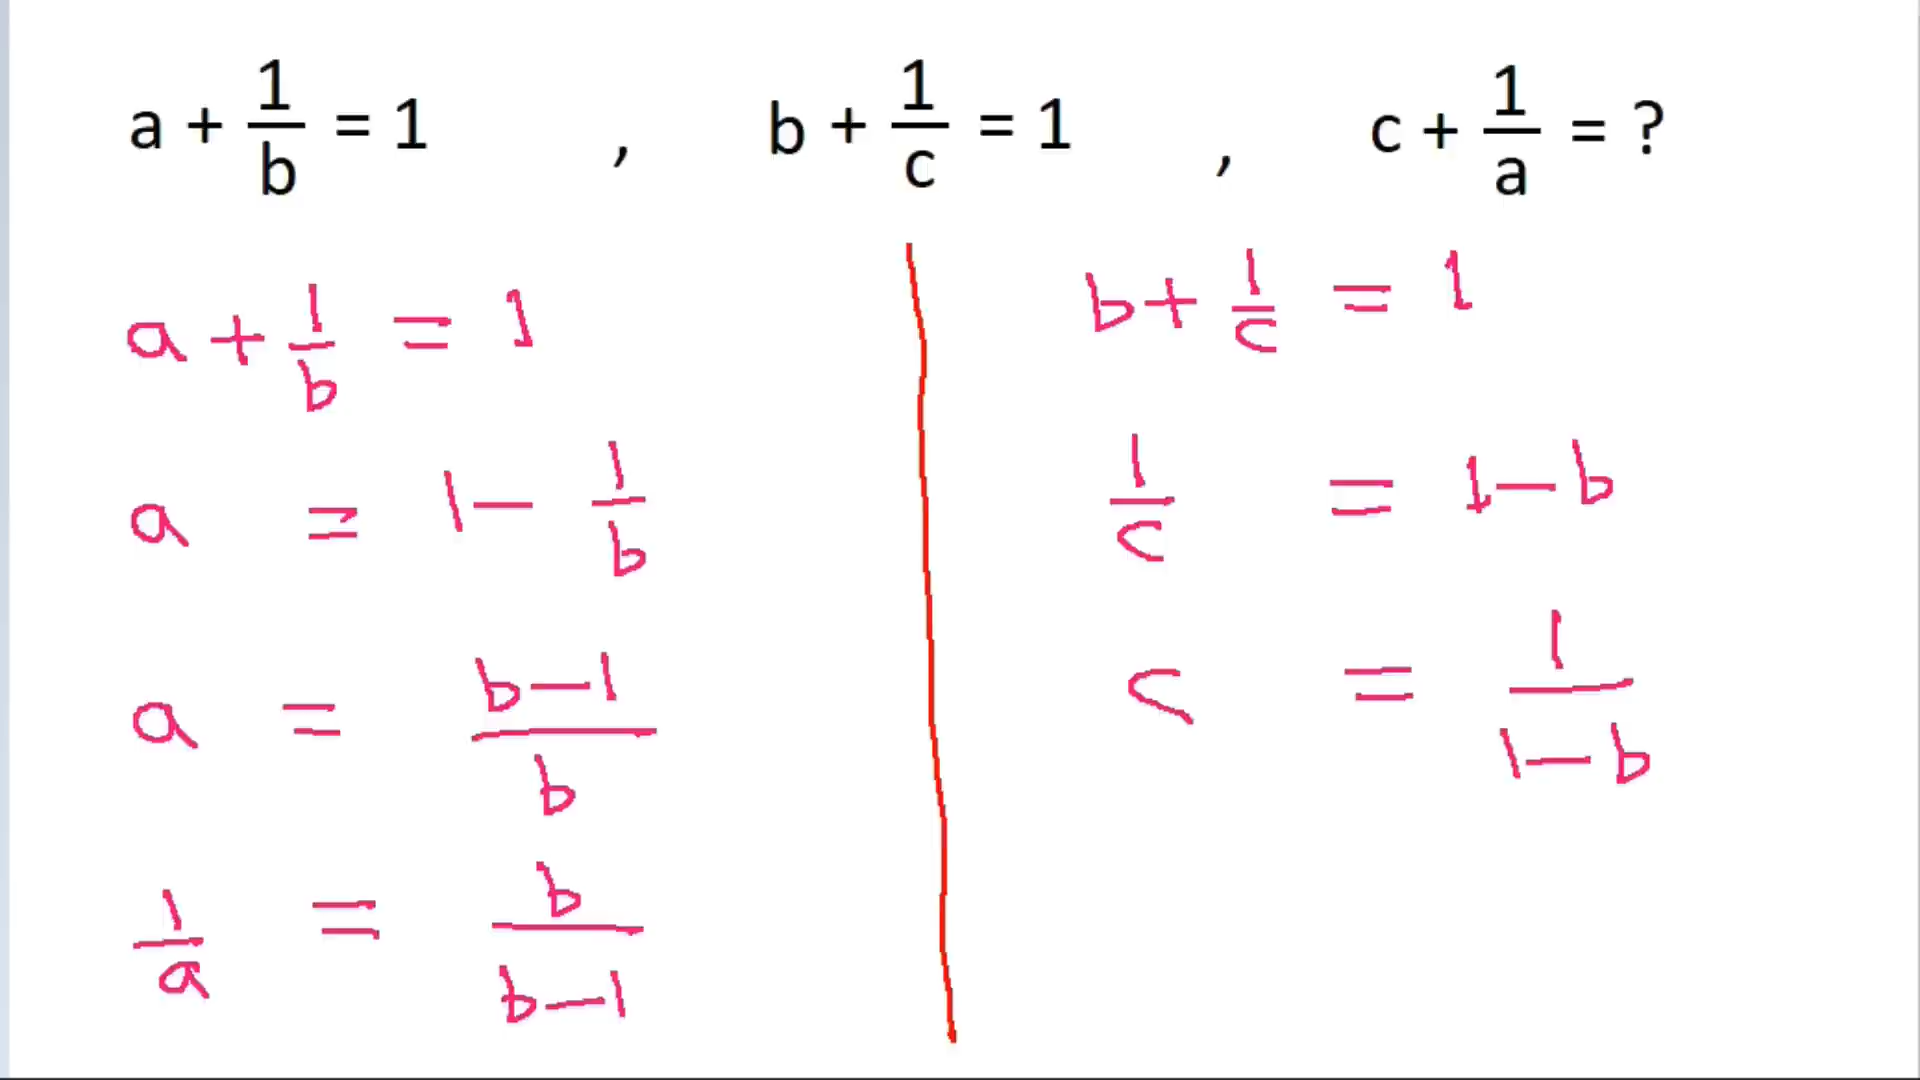 a + 1/b = 1 , b + 1/c = 1 , c + 1/a = ?
a + 1/b = 1
a = 1 - 1/b
a = (b-1)/b
1/a = b/(b-1)
b + 1/c = 1
1/c = 1-b
c = 1/(1-b)